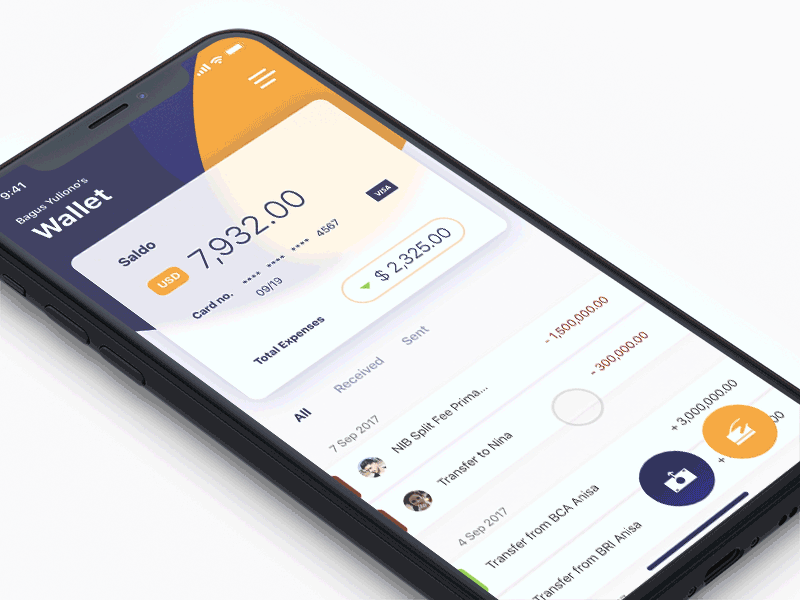 9:41
Bagus Yuliono's
Wallet
Saldo
USD 7,932.00
VISA
Card no. **** **** **** 4567
09/19
Total Expenses $ 2,325.00
All Received Sent
7 Sep 2017
NIB Split Fee Prima... - 1,500,000.00
Transfer to Nina - 300,000.00
4 Sep 2017
Transfer from BCA Anisa + 3,000,000.00
Transfer from BRI Anisa +